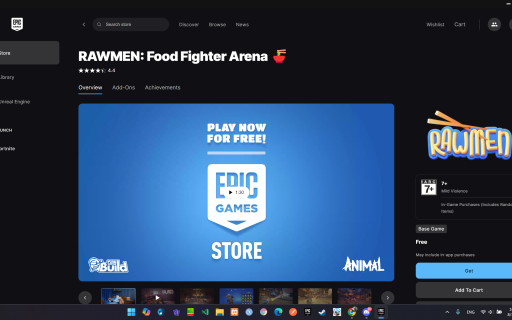 EPIC GAMES
Search store
Discover
Browse
News
Wishlist
Cart
Store
Library
Unreal Engine
Fortnite
RAWMEN: Food Fighter Arena 🍜
4.4
Overview
Add-Ons
Achievements
PLAY NOW
FOR FREE!
EPIC
GAMES
1:30
STORE
Build
ANIMAL
RAWMEN
7+
7+
Mild Violence
In-Game Purchases (Includes Random
Items)
Base Game
Free
May include in-app purchases
Get
Add To Cart
ENG